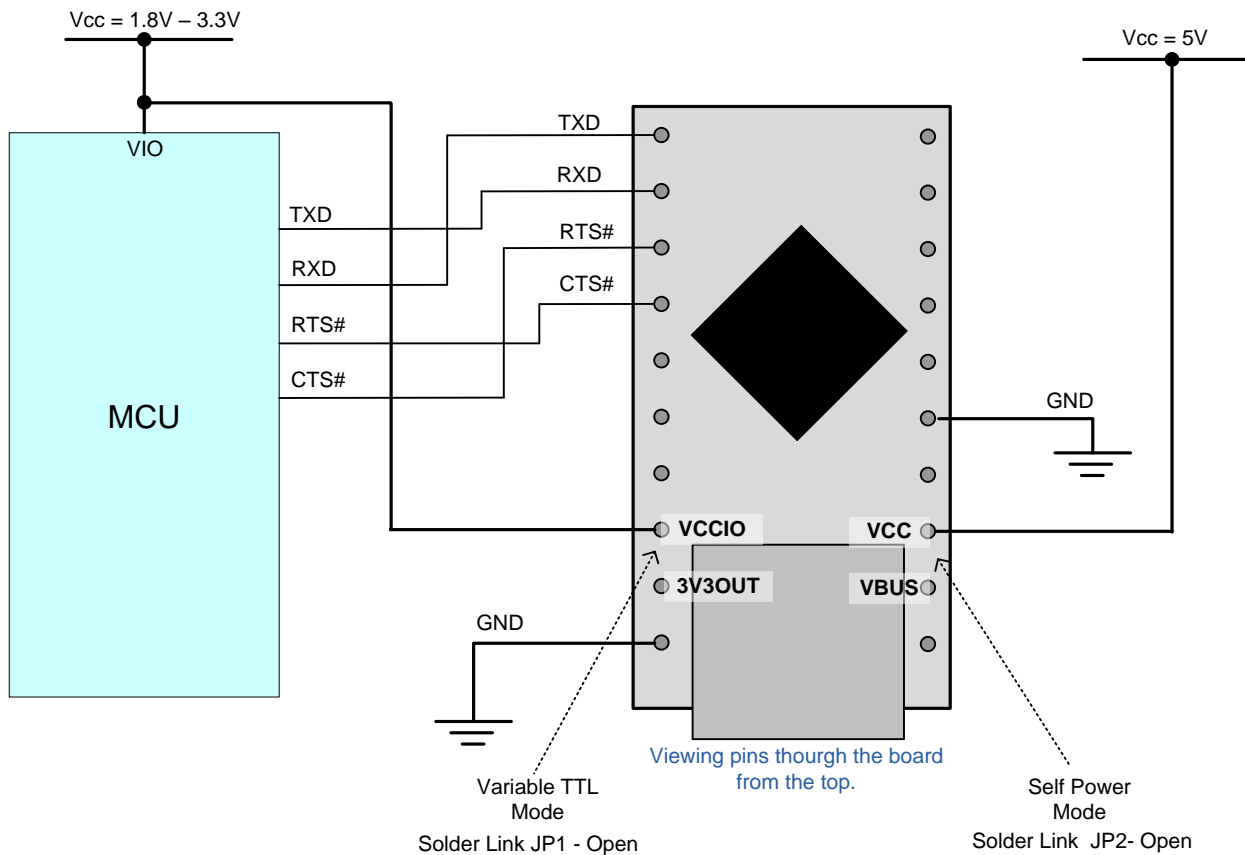 Vcc = 1.8V – 3.3V
Vcc = 5V
VIO
TXD
RXD
RTS#
CTS#
MCU
TXD
RXD
RTS#
CTS#
GND
VCCIO
VCC
3V3OUT
VBUS
GND
Viewing pins thourgh the board
from the top.
Variable TTL
Mode
Solder Link JP1 - Open
Self Power
Mode
Solder Link JP2- Open